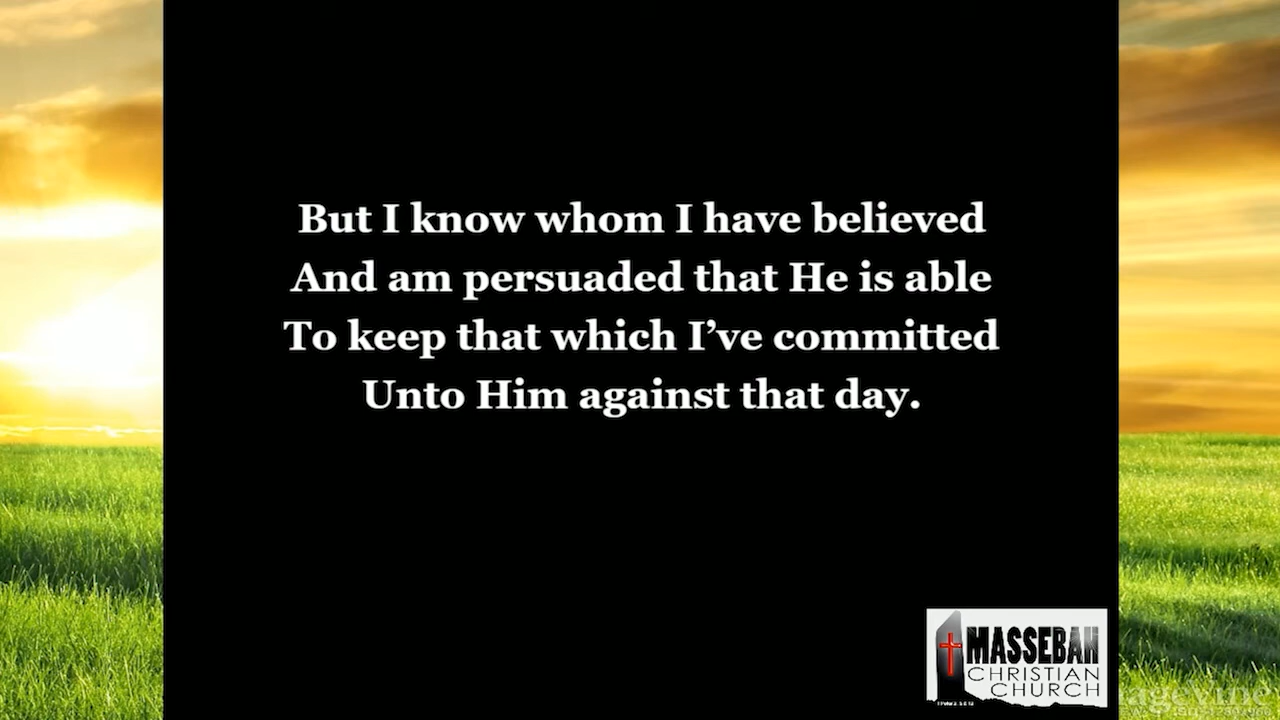 But I know whom I have believed
And am persuaded that He is able
To keep that which I’ve committed
Unto Him against that day.
MASSEBAH
CHRISTIAN
CHURCH